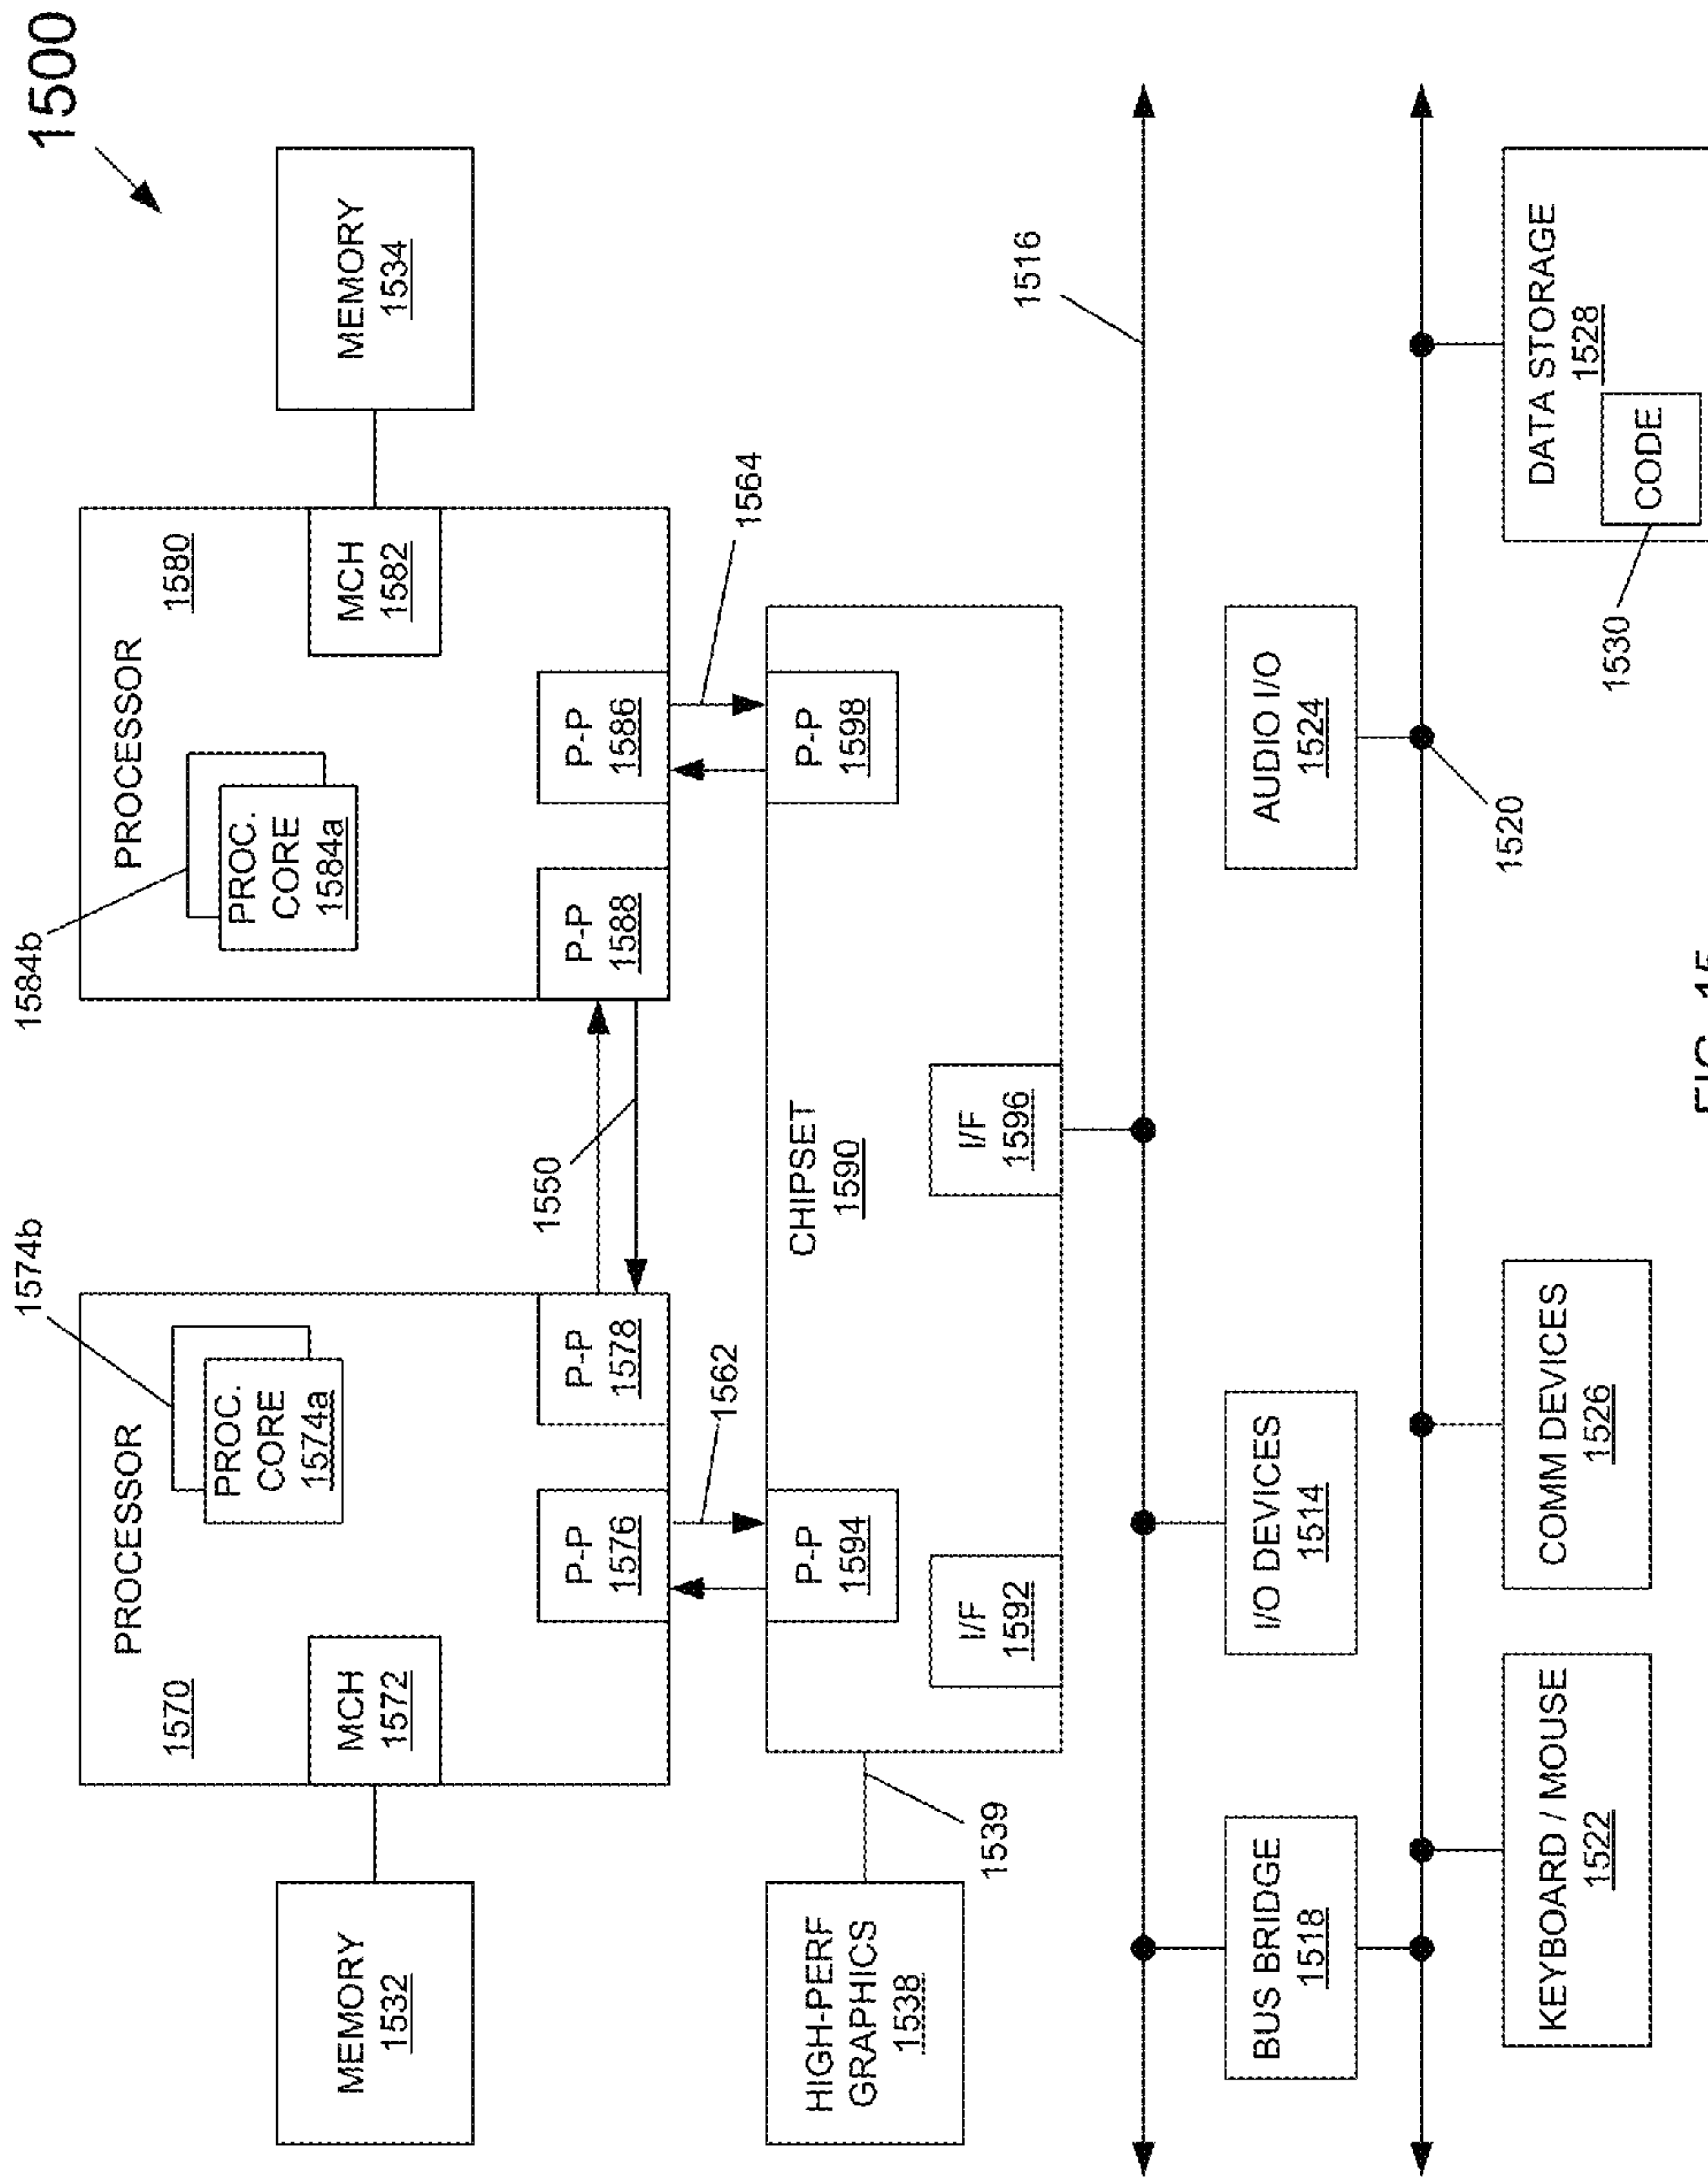 1500
1574b
1584b
PROCESSOR
1570
PROC.
CORE
1574a
MCH
1572
P-P
1576
P-P
1578
MEMORY
1532
1550
PROCESSOR
1580
PROC.
CORE
1584a
MCH
1582
P-P
1588
P-P
1586
MEMORY
1534
1562
1564
HIGH-PERF
GRAPHICS
1538
1539
P-P
1594
CHIPSET
1590
P-P
1598
I/F
1592
I/F
1596
1516
BUS BRIDGE
1518
I/O DEVICES
1514
AUDIO I/O
1524
1520
KEYBOARD / MOUSE
1522
COMM DEVICES
1526
DATA STORAGE
1528
CODE
1530
FIG. 15